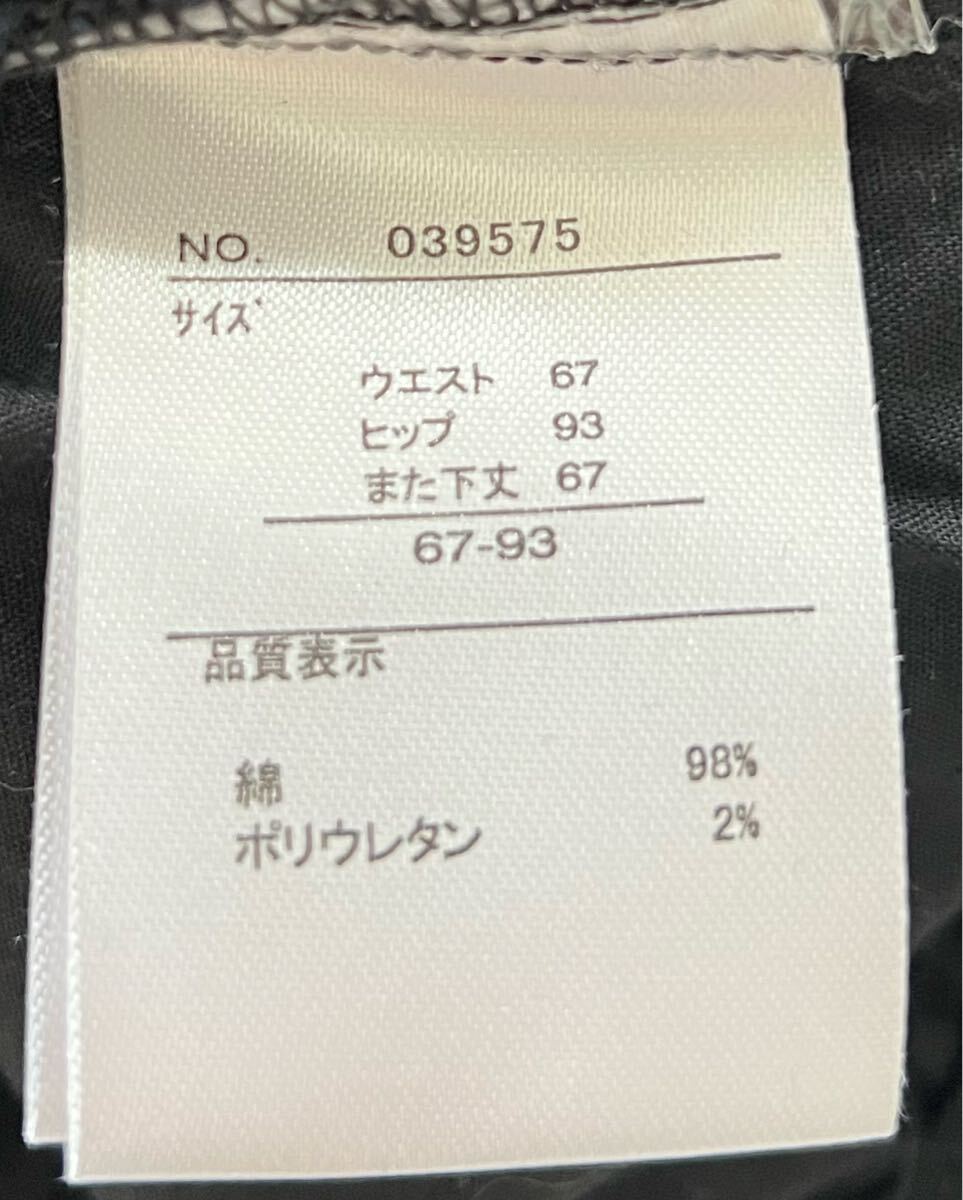 NO. 039575
サイズ
ウエスト 67
ヒップ 93
また下丈 67
67-93
品質表示
綿 98%
ポリウレタン 2%